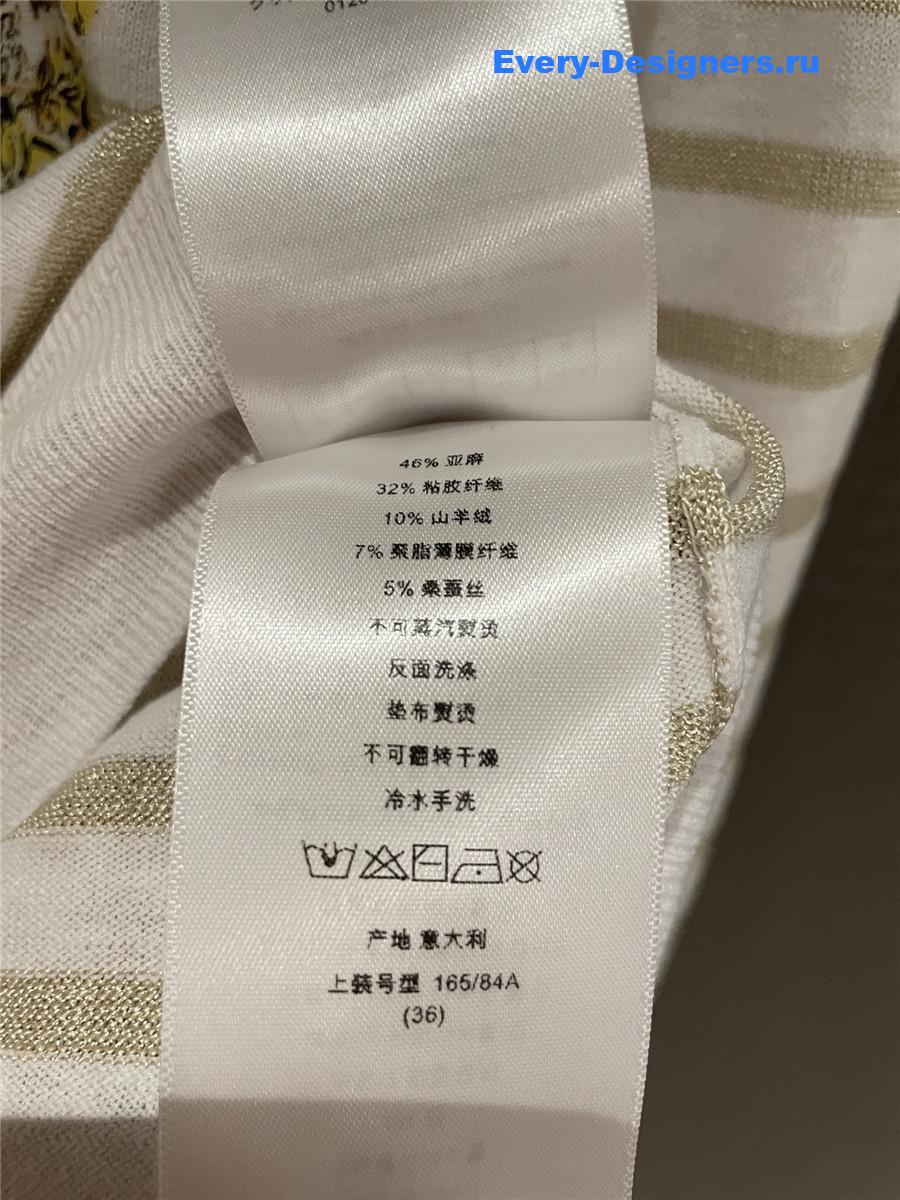 Every-Designers.ru
46% 亚麻
32% 粘胶纤维
10% 山羊绒
7% 聚脂薄膜纤维
5% 桑蚕丝
不可蒸汽熨烫
反面洗涤
垫布熨烫
不可翻转干燥
冷水手洗
产地 意大利
上装号型 165/84A
(36)